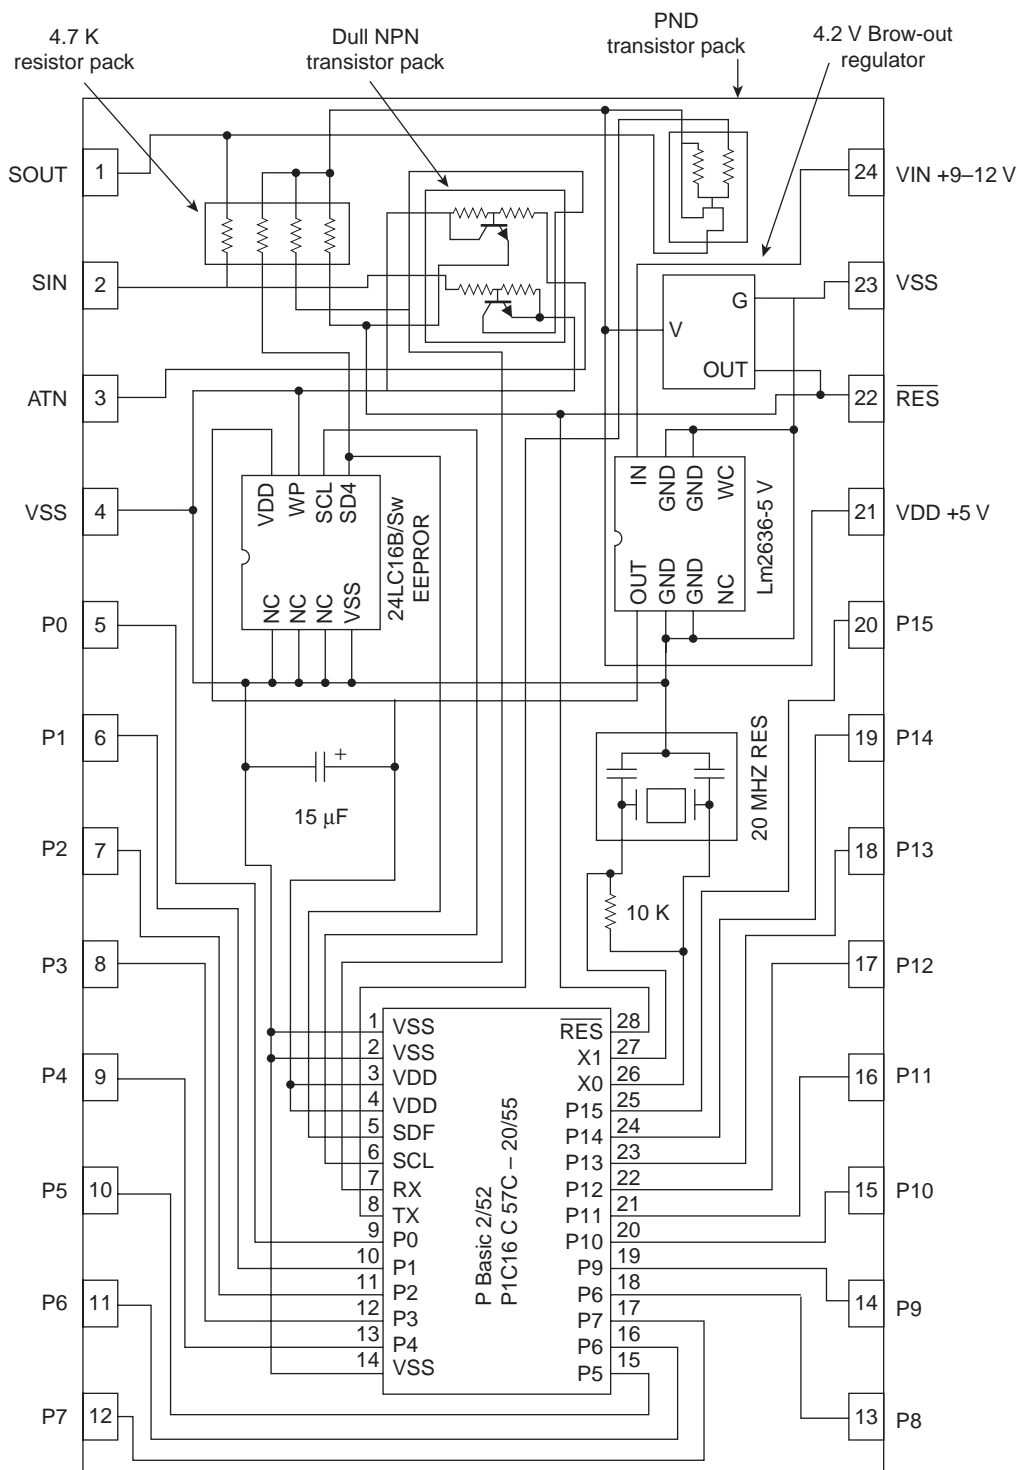 4.7 K
resistor pack
Dull NPN
transistor pack
PND
transistor pack
4.2 V Brow-out
regulator
SOUT 1
SIN 2
ATN 3
VSS 4
P0 5
P1 6
P2 7
P3 8
P4 9
P5 10
P6 11
P7 12
24 VIN +9–12 V
23 VSS
22 RES
21 VDD +5 V
20 P15
19 P14
18 P13
17 P12
16 P11
15 P10
14 P9
13 P8
G
V
OUT
VDD
WP
SCL
SD4
NC
NC
NC
VSS
24LC16B/Sw
EEPROR
IN
GND
GND
WC
OUT
GND
GND
NC
Lm2636-5 V
+
15 µF
20 MHZ RES
10 K
1 VSS
2 VSS
3 VDD
4 VDD
5 SDF
6 SCL
7 RX
8 TX
9 P0
10 P1
11 P2
12 P3
13 P4
14 VSS
P Basic 2/52
P1C16 C 57C – 20/55
RES 28
X1 27
X0 26
P15 25
P14 24
P13 23
P12 22
P11 21
P10 20
P9 19
P6 18
P7 17
P6 16
P5 15